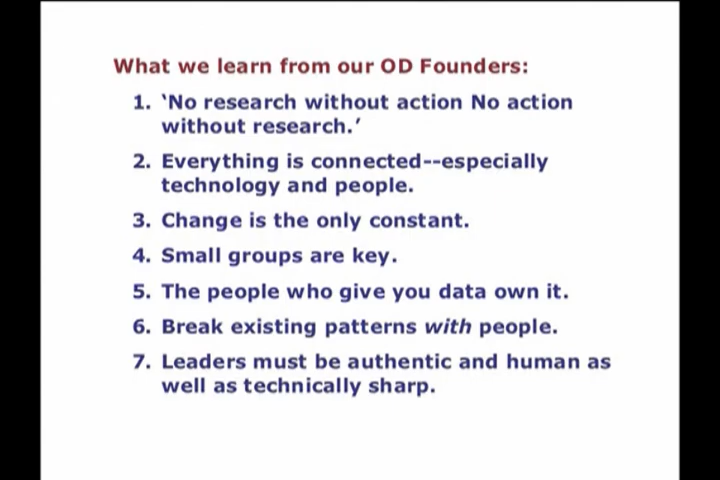 What we learn from our OD Founders:
1. ‘No research without action No action
without research.’
2. Everything is connected--especially
technology and people.
3. Change is the only constant.
4. Small groups are key.
5. The people who give you data own it.
6. Break existing patterns with people.
7. Leaders must be authentic and human as
well as technically sharp.